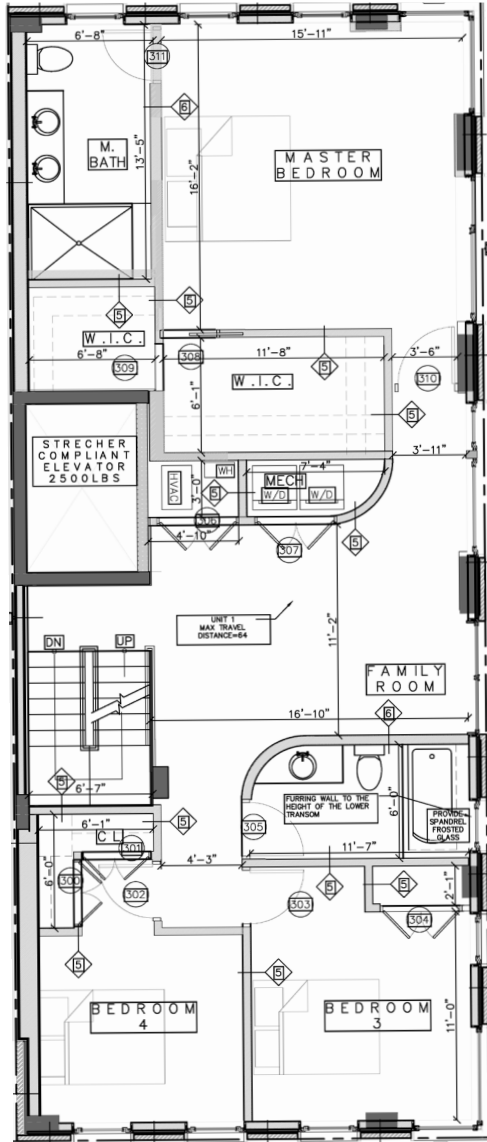 6'-8"
15'-11"
311
6
M.
BATH
13'-5"
16'-2"
MASTER
BEDROOM
5
5
W.I.C.
6'-8"
309
308
11'-8"
5
3'-6"
310
W.I.C.
6'-1"
5
STRECHER
COMPLIANT
ELEVATOR
2500LBS
3'-11"
HVAC
WH
7'-4"
MECH
3'-0"
5
W/D
W/D
306
4'-10"
307
5
UNIT 1
MAX TRAVEL
DISTANCE=64
11'-2"
DN
UP
FAMILY
ROOM
16'-10"
6
5
6'-7"
FURRING WALL TO THE
HEIGHT OF THE LOWER
TRANSOM
6'-0"
PROVIDE
SPANDREL
FROSTED
GLASS
5
6'-1"
CL
301
305
11'-7"
6'-0"
300
302
4'-3"
303
5
5
2'-1"
304
5
5
BEDROOM
4
BEDROOM
3
11'-0"